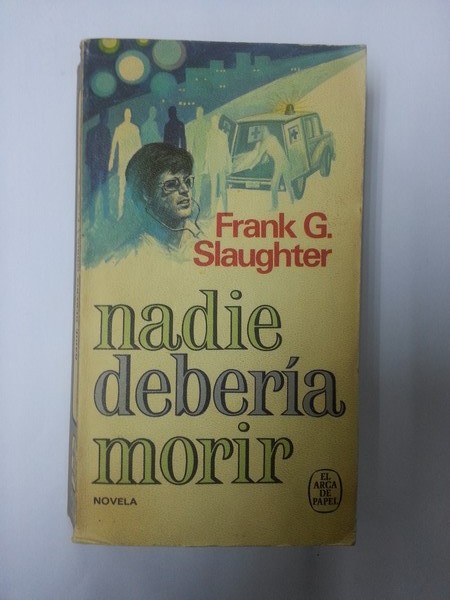 Frank G.
Slaughter
nadie
debería
morir
NOVELA
EL
ARCA
DE
PAPEL